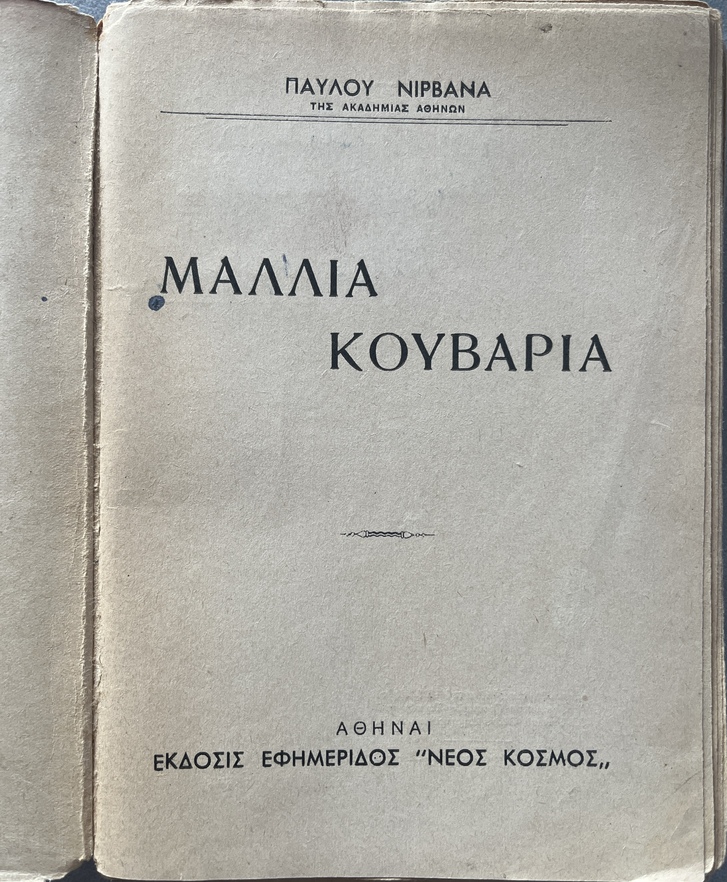 ΠΑΥΛΟΥ ΝΙΡΒΑΝΑ
ΤΗΣ ΑΚΑΔΗΜΙΑΣ ΑΘΗΝΩΝ
ΜΑΛΛΙΑ
ΚΟΥΒΑΡΙΑ
ΑΘΗΝΑΙ
ΕΚΔΟΣΙΣ ΕΦΗΜΕΡΙΔΟΣ “ΝΕΟΣ ΚΟΣΜΟΣ„